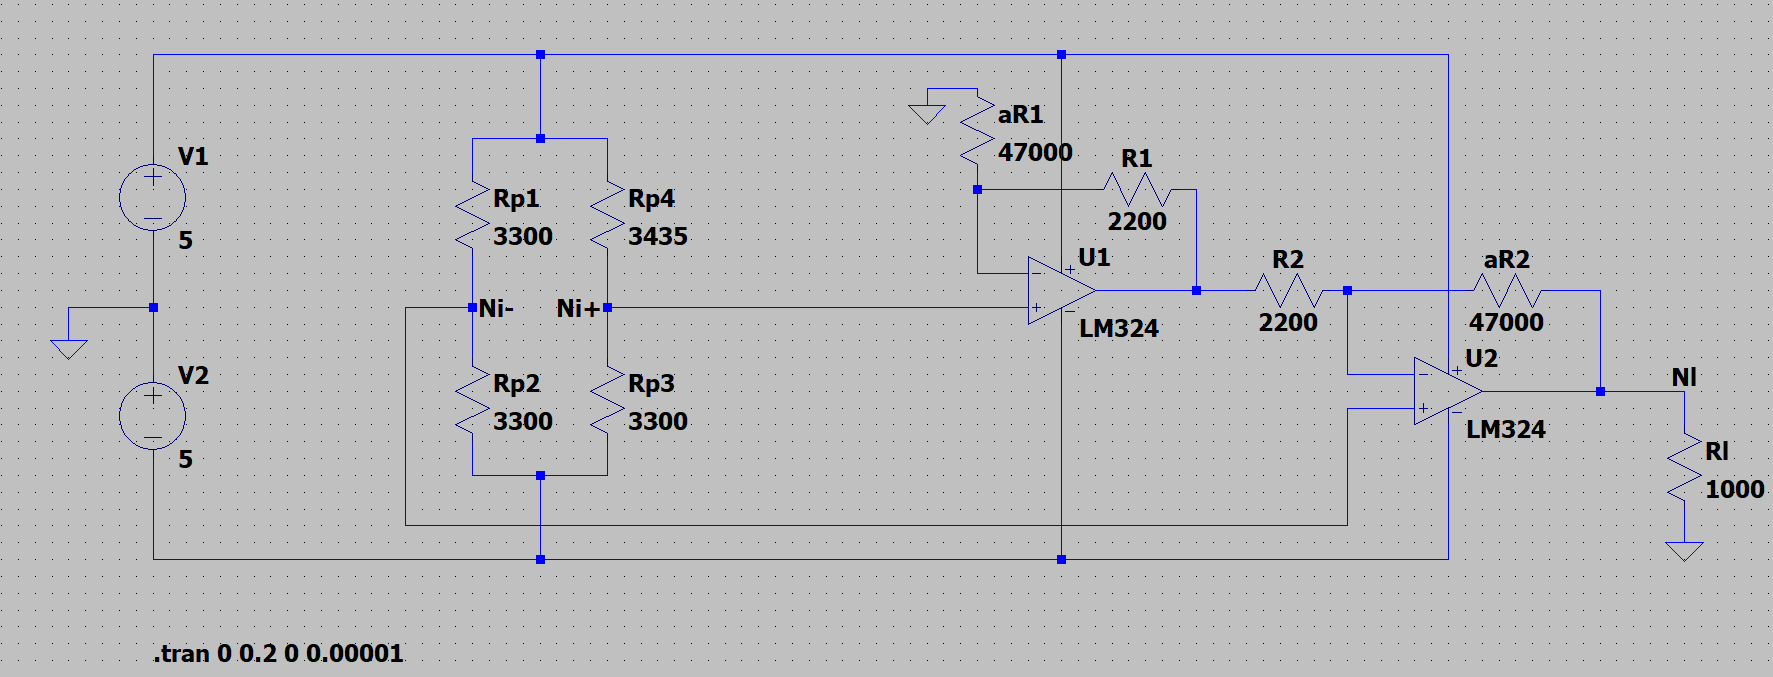 V1
5
V2
5
Rp1
3300
Rp4
3435
Ni-
Ni+
Rp2
3300
Rp3
3300
aR1
47000
R1
2200
U1
LM324
R2
2200
aR2
47000
U2
LM324
Nl
Rl
1000
.tran 0 0.2 0 0.00001